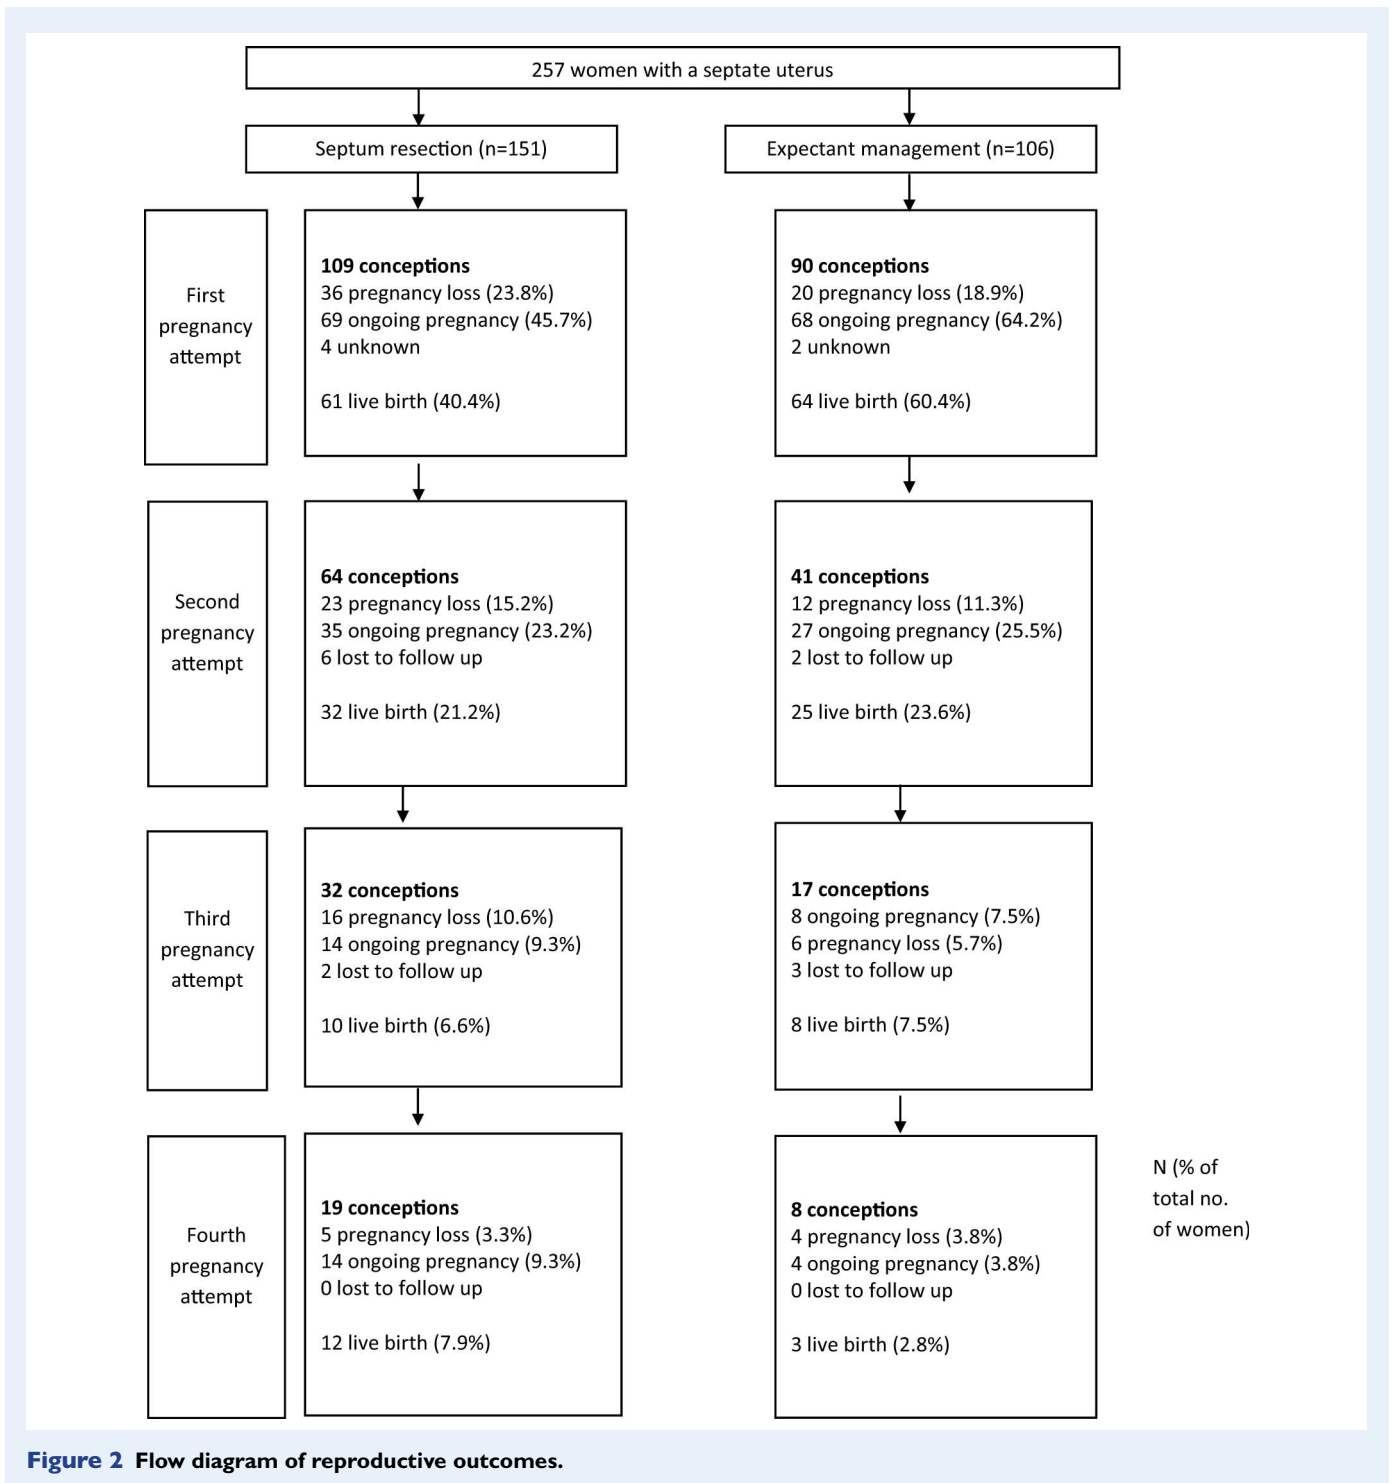 257 women with a septate uterus
Septum resection (n=151)
Expectant management (n=106)
First
pregnancy
attempt
109 conceptions
36 pregnancy loss (23.8%)
69 ongoing pregnancy (45.7%)
4 unknown
61 live birth (40.4%)
90 conceptions
20 pregnancy loss (18.9%)
68 ongoing pregnancy (64.2%)
2 unknown
64 live birth (60.4%)
Second
pregnancy
attempt
64 conceptions
23 pregnancy loss (15.2%)
35 ongoing pregnancy (23.2%)
6 lost to follow up
32 live birth (21.2%)
41 conceptions
12 pregnancy loss (11.3%)
27 ongoing pregnancy (25.5%)
2 lost to follow up
25 live birth (23.6%)
Third
pregnancy
attempt
32 conceptions
16 pregnancy loss (10.6%)
14 ongoing pregnancy (9.3%)
2 lost to follow up
10 live birth (6.6%)
17 conceptions
8 ongoing pregnancy (7.5%)
6 pregnancy loss (5.7%)
3 lost to follow up
8 live birth (7.5%)
Fourth
pregnancy
attempt
19 conceptions
5 pregnancy loss (3.3%)
14 ongoing pregnancy (9.3%)
0 lost to follow up
12 live birth (7.9%)
8 conceptions
4 pregnancy loss (3.8%)
4 ongoing pregnancy (3.8%)
0 lost to follow up
3 live birth (2.8%)
N (% of
total no.
of women)
Figure 2 Flow diagram of reproductive outcomes.